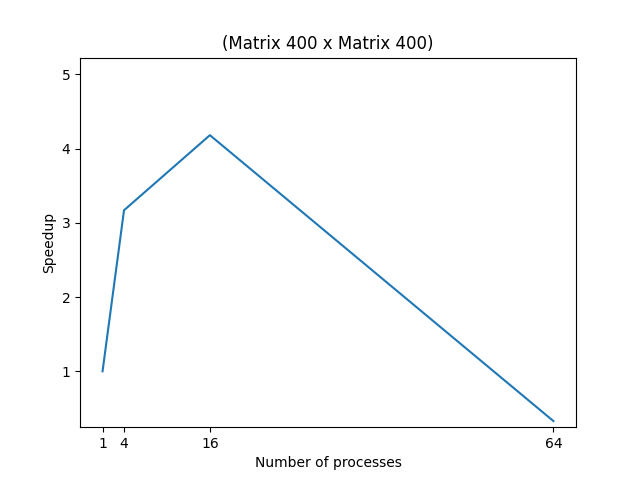 (Matrix 400 x Matrix 400)
5
4
3
2
1
Speedup
1 4 16 64
Number of processes